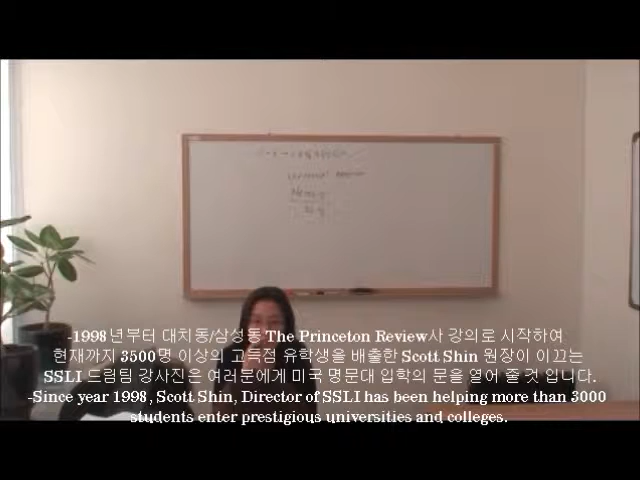 -1998년부터 대치동/삼성동 The Princeton Review사 강의로 시작하여
현재까지 3500명 이상의 고득점 유학생을 배출한 Scott Shin 원장이 이끄는
SSLI 드림팀 강사진은 여러분에게 미국 명문대 입학의 문을 열어 줄 것 입니다.
-Since year 1998, Scott Shin, Director of SSLI has been helping more than 3000
students enter prestigious universities and colleges.